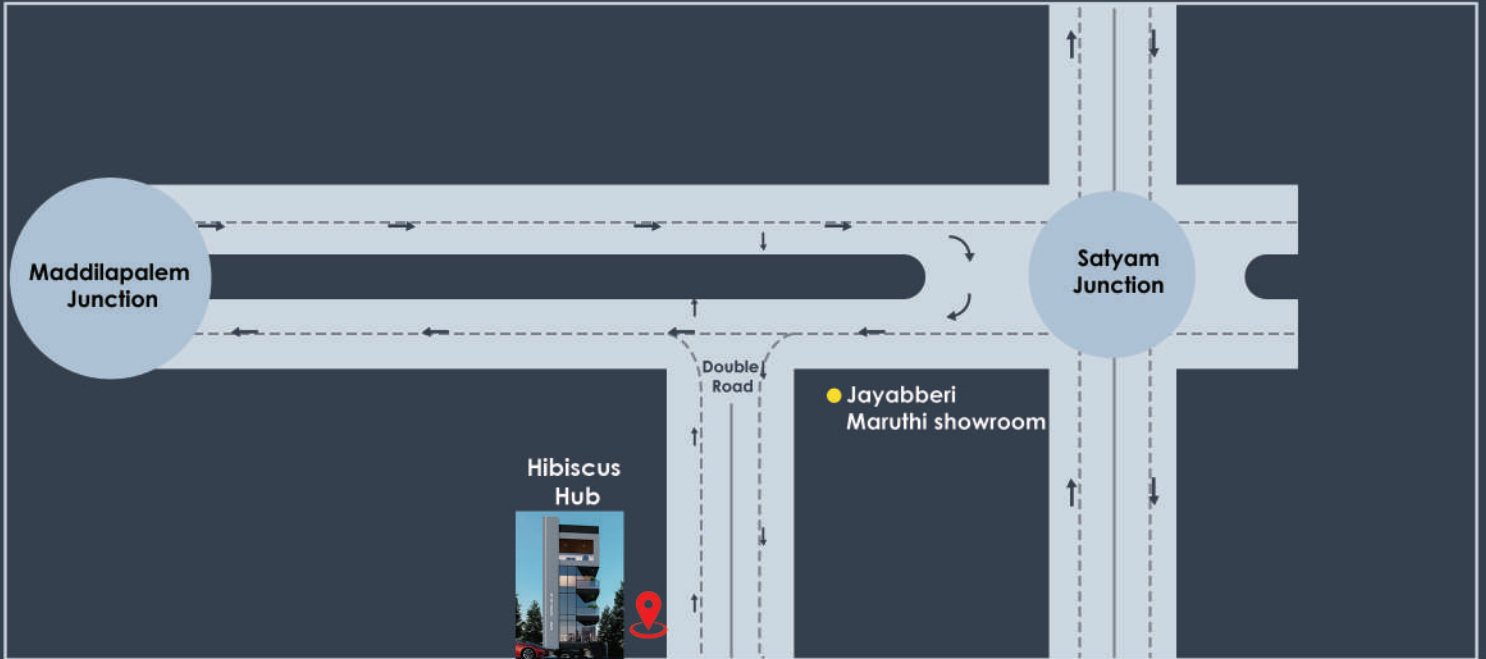 Maddilapalem
Junction
Satyam
Junction
Double
Road
Jayabberi
Maruthi showroom
Hibiscus
Hub